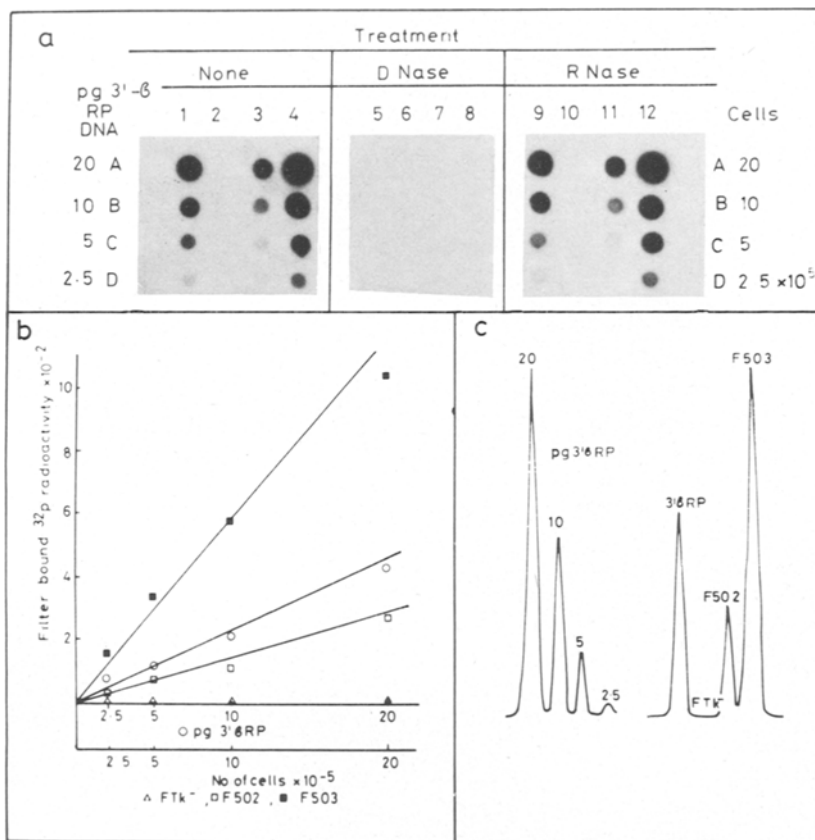 a
Treatment
None DNase RNase
pg 3'-β RP DNA 1 2 3 4 5 6 7 8 9 10 11 12 Cells
20 A A 20
10 B B 10
5 C C 5
2·5 D D 2 5 ×10⁵
b
Filter bound ³²p radioactivity ×10⁻²
10
8
6
4
2
2·5 5 10 20
○ pg 3'βRP
2 5 5 10 20
No of cells ×10⁻⁵
△ FTk⁻ , □ F502 , ■ F503
c
20 F503
pg 3'βRP
10 3'βRP
F502
5
2 5 FTk⁻